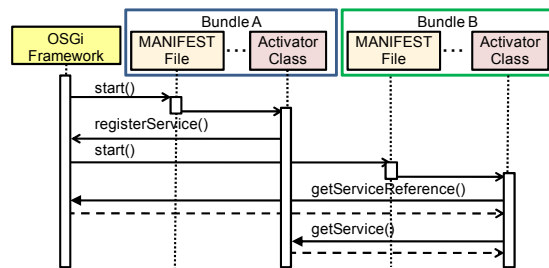 Bundle A
Bundle B
OSGi
Framework
MANIFEST
File
...
Activator
Class
MANIFEST
File
...
Activator
Class
start()
registerService()
start()
getServiceReference()
getService()